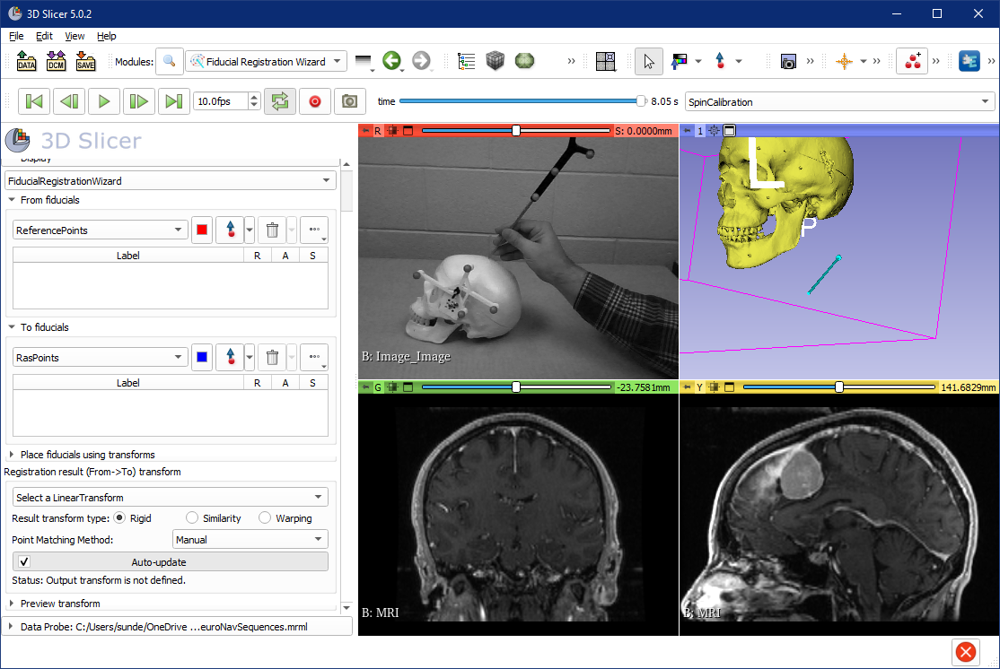 3D Slicer 5.0.2
File Edit View Help
DATA DCM SAVE Modules: Fiducial Registration Wizard
10.0fps time 8.05 s SpinCalibration
3D Slicer
Display
FiducialRegistrationWizard
From fiducials
ReferencePoints
Label R A S
To fiducials
RasPoints
Label R A S
Place fiducials using transforms
Registration result (From->To) transform
Select a LinearTransform
Result transform type: Rigid Similarity Warping
Point Matching Method: Manual
Auto-update
Status: Output transform is not defined.
Preview transform
Data Probe: C:/Users/sunde/OneDrive ...euroNavSequences.mrml
R S: 0.0000mm
B: Image_Image
1
L
P
G -23.7581mm
B: MRI
Y 141.6829mm
B: MRI